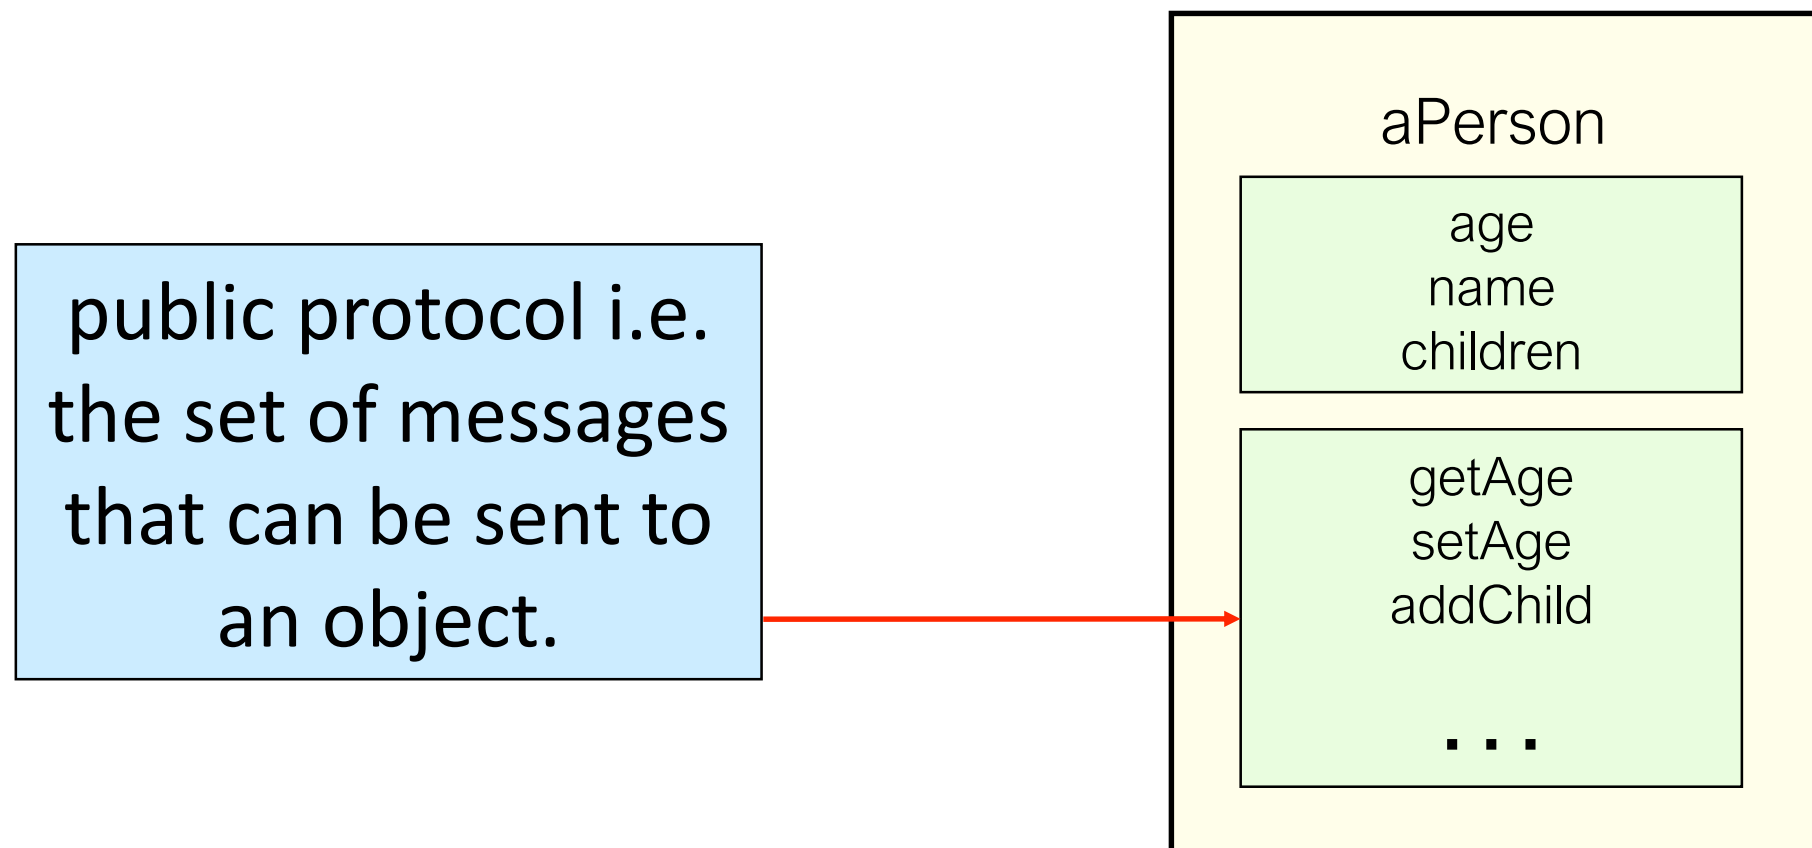 public protocol i.e.
the set of messages
that can be sent to
an object.
aPerson
age
name
children
getAge
setAge
addChild
...